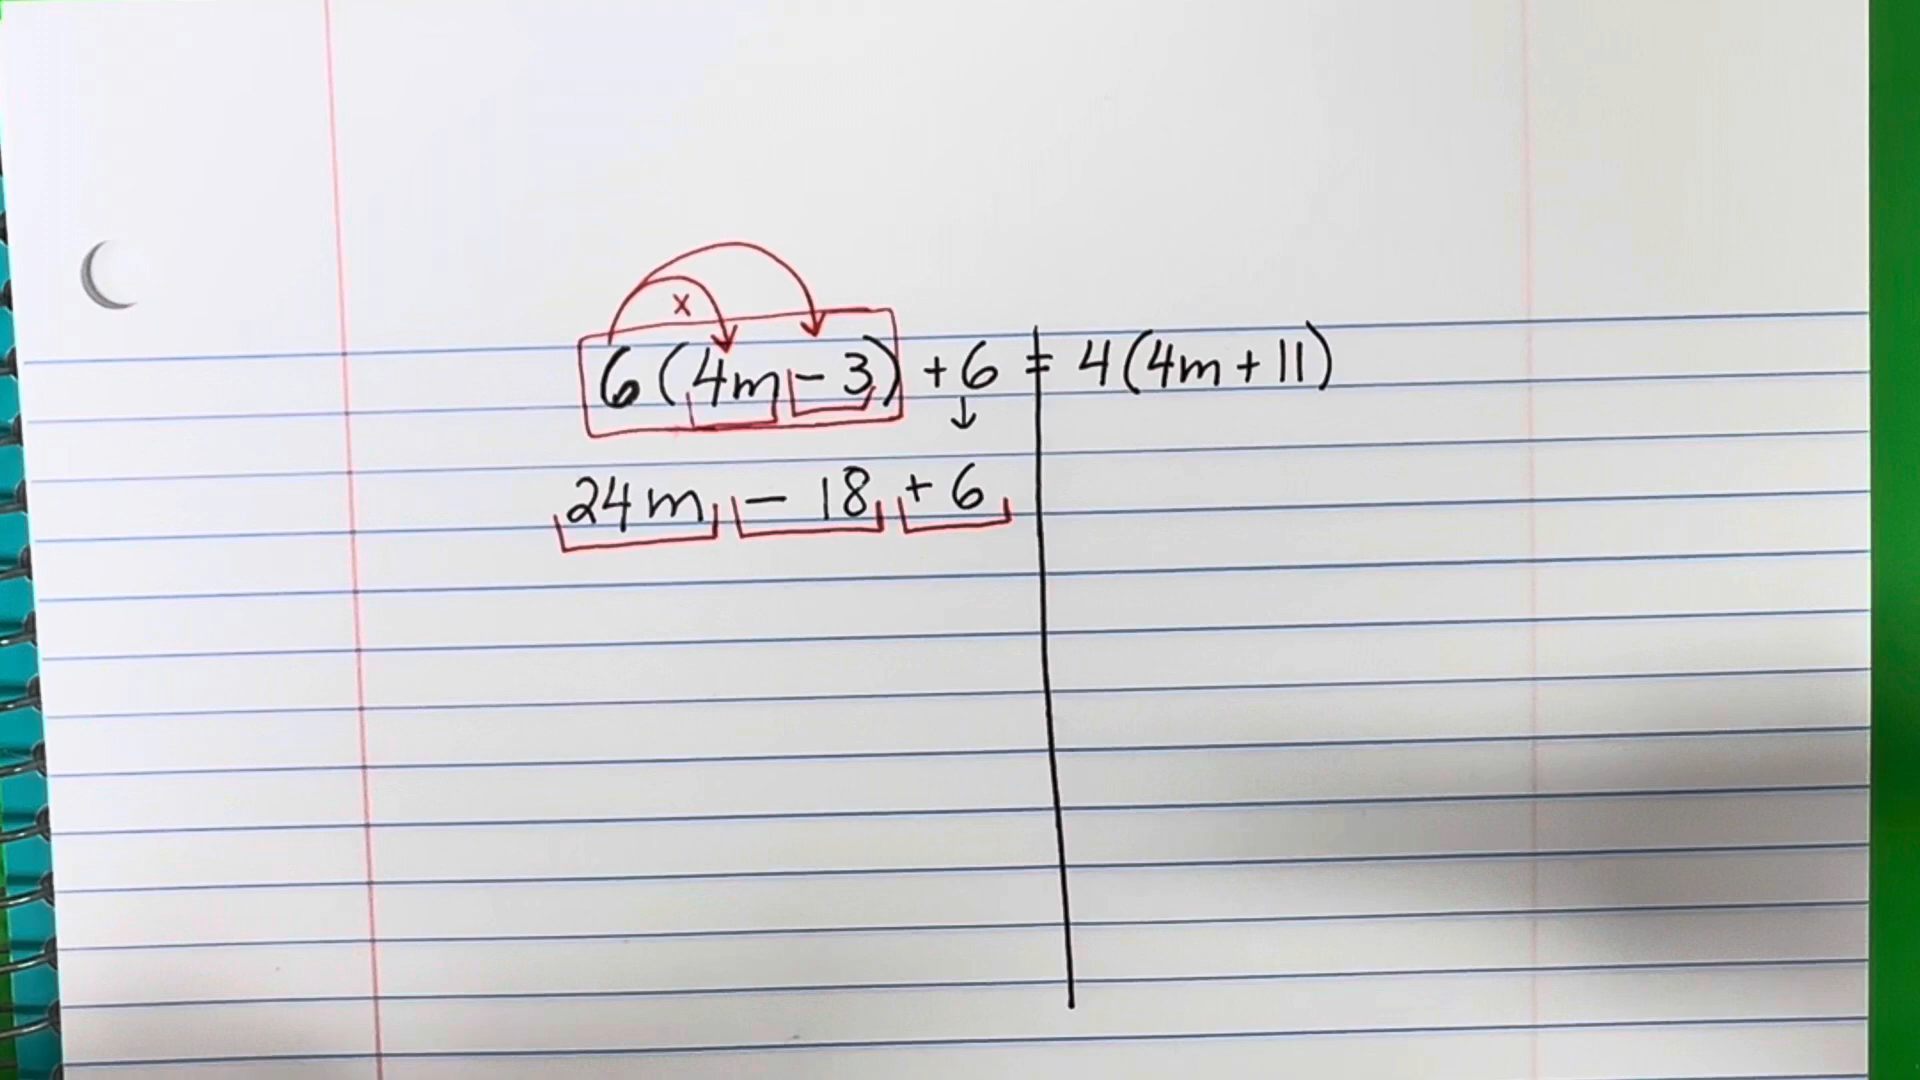 x
6(4m - 3) + 6 = 4(4m + 11)
↓
24m - 18 + 6